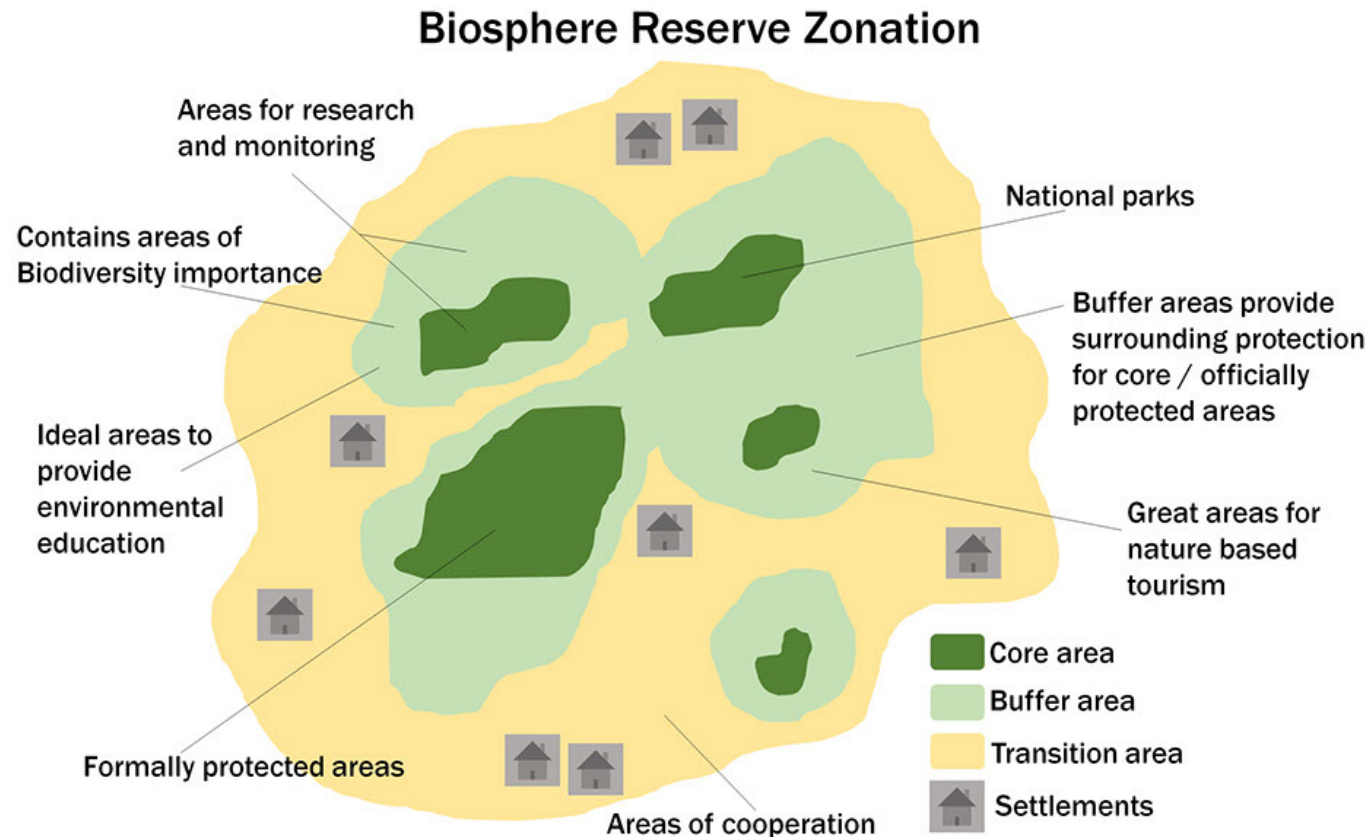 Biosphere Reserve Zonation
Areas for research
and monitoring
National parks
Contains areas of
Biodiversity importance
Buffer areas provide
surrounding protection
for core / officially
protected areas
Ideal areas to
provide
environmental
education
Great areas for
nature based
tourism
Core area
Buffer area
Transition area
Settlements
Formally protected areas
Areas of cooperation